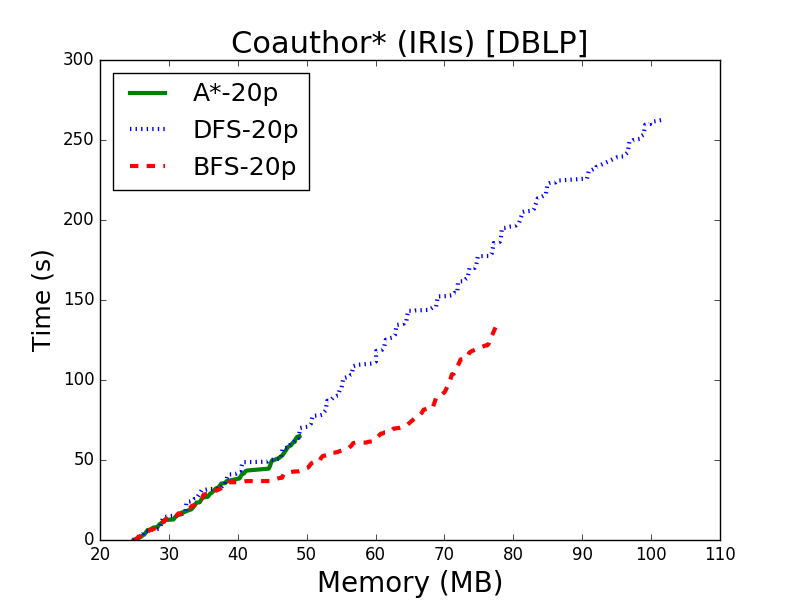 Coauthor* (IRIs) [DBLP]
300
250
200
150
100
50
0
Time (s)
A*-20p
DFS-20p
BFS-20p
20 30 40 50 60 70 80 90 100 110
Memory (MB)